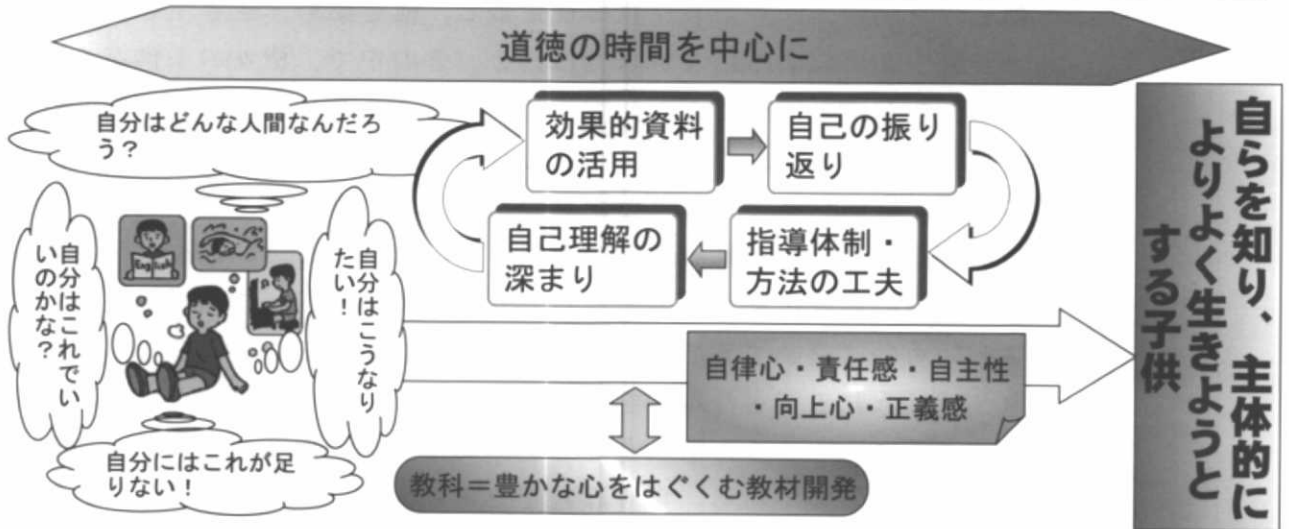 道徳の時間を中心に
自分はどんな人間なんだろ
う？
効果的資料
の活用
自己の振り
返り
自己理解の
深まり
指導体制・
方法の工夫
自分はこれでい
いのかな？
English
自分はこうなり
たい！
自分にはこれが足
りない！
自律心・責任感・自主性
・向上心・正義感
教科＝豊かな心をはぐくむ教材開発
自らを知り、主体的に
よりよく生きようと
する子供